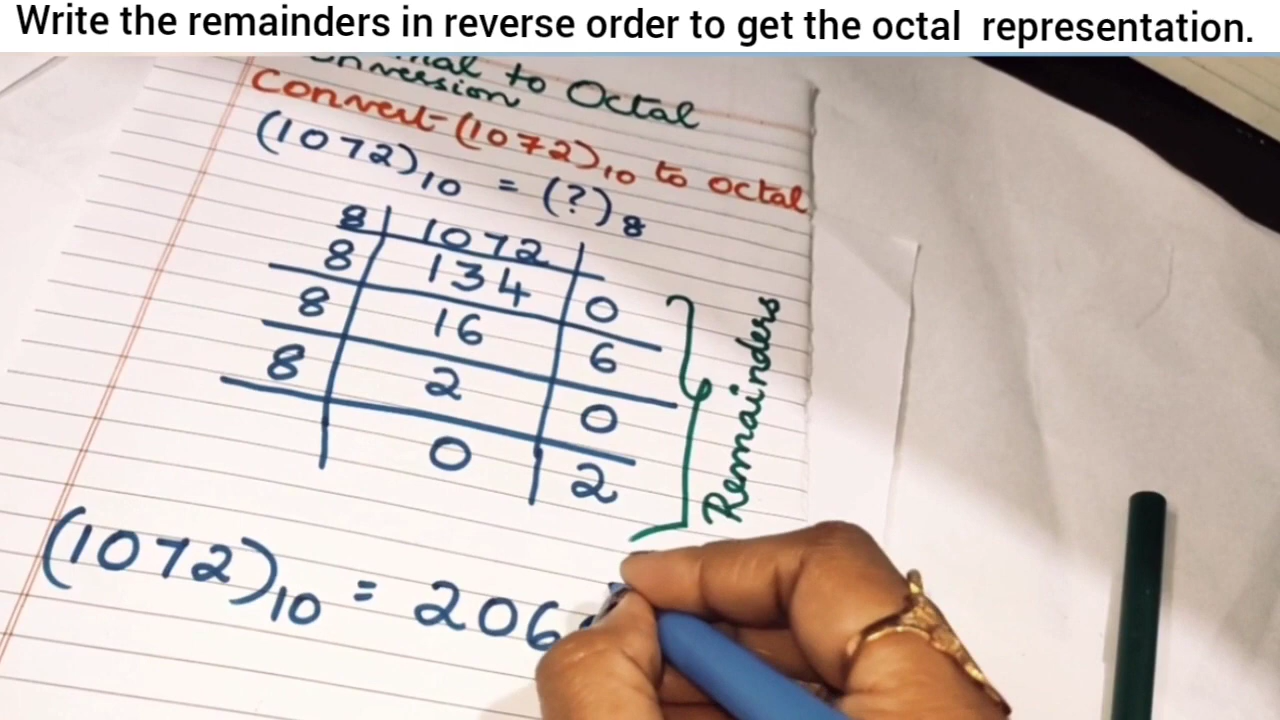 Write the remainders in reverse order to get the octal representation.
to Octal
Convert (1072)10 to octal
(1072)10 = (?)8
8 1072
8 134 0
8 16 6
8 2 0
0 2
Remainders
(1072)10 = 206